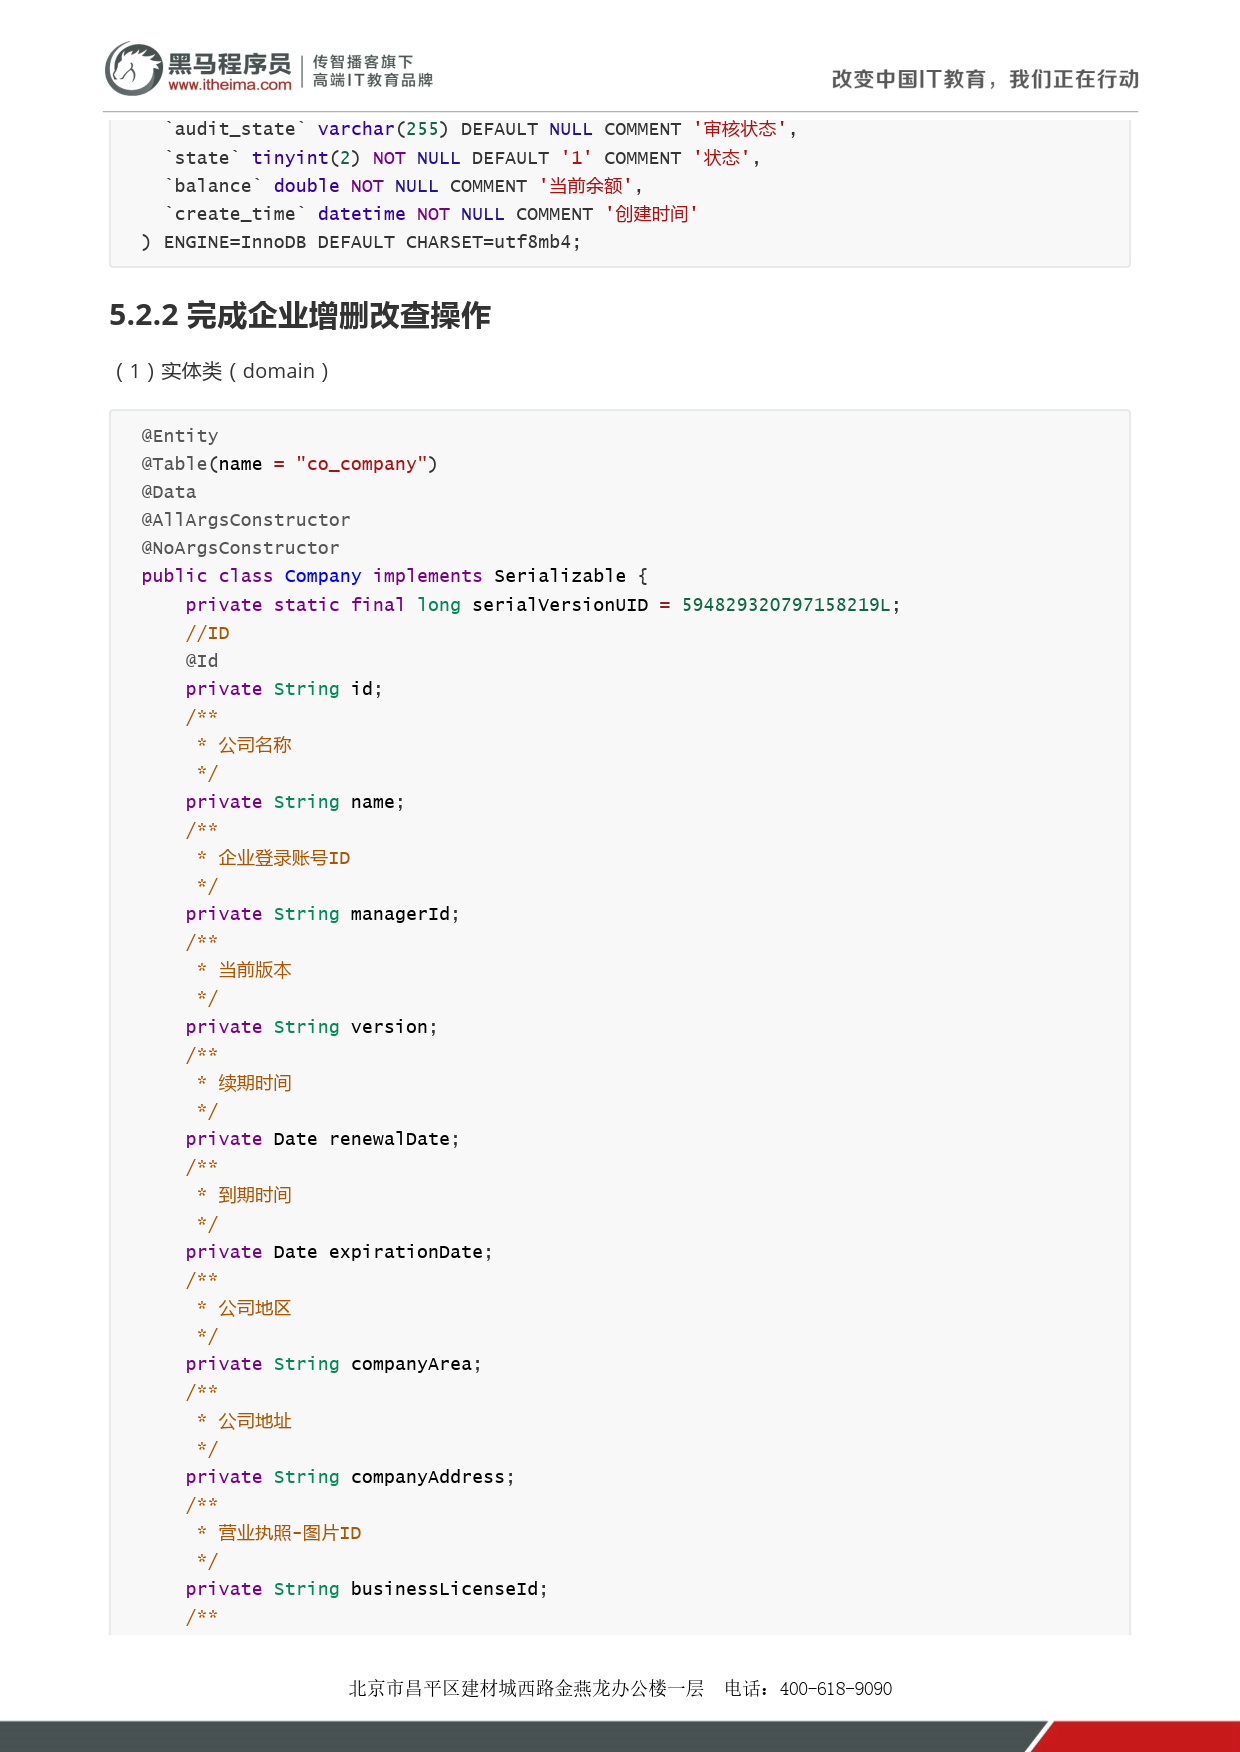 黑马程序员
www.itheima.com
传智播客旗下
高端IT教育品牌
改变中国IT教育，我们正在行动
`audit_state` varchar(255) DEFAULT NULL COMMENT '审核状态',
`state` tinyint(2) NOT NULL DEFAULT '1' COMMENT '状态',
`balance` double NOT NULL COMMENT '当前余额',
`create_time` datetime NOT NULL COMMENT '创建时间'
) ENGINE=InnoDB DEFAULT CHARSET=utf8mb4;
5.2.2 完成企业增删改查操作
（1）实体类（domain）
@Entity
@Table(name = "co_company")
@Data
@AllArgsConstructor
@NoArgsConstructor
public class Company implements Serializable {
private static final long serialVersionUID = 594829320797158219L;
//ID
@Id
private String id;
/**
* 公司名称
*/
private String name;
/**
* 企业登录账号ID
*/
private String managerId;
/**
* 当前版本
*/
private String version;
/**
* 续期时间
*/
private Date renewalDate;
/**
* 到期时间
*/
private Date expirationDate;
/**
* 公司地区
*/
private String companyArea;
/**
* 公司地址
*/
private String companyAddress;
/**
* 营业执照-图片ID
*/
private String businessLicenseId;
/**
北京市昌平区建材城西路金燕龙办公楼一层 电话：400-618-9090